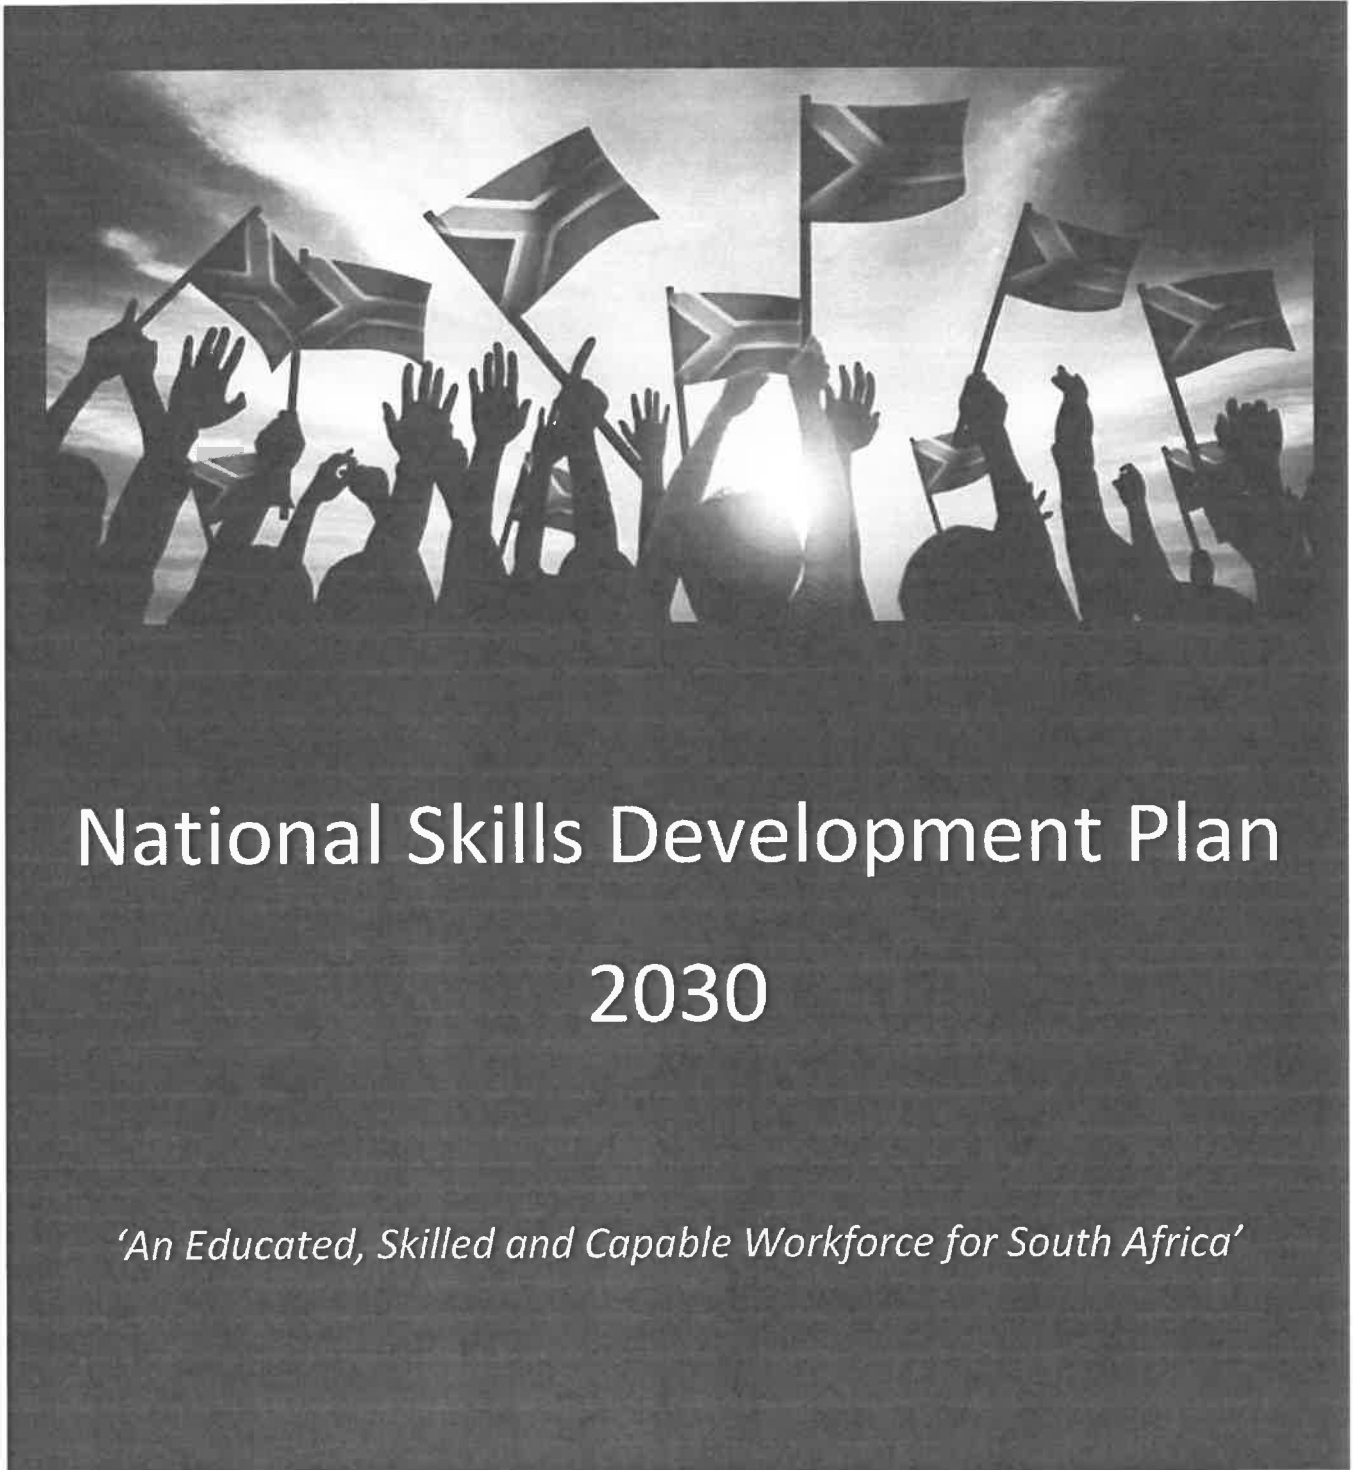 National Skills Development Plan
2030
‘An Educated, Skilled and Capable Workforce for South Africa’